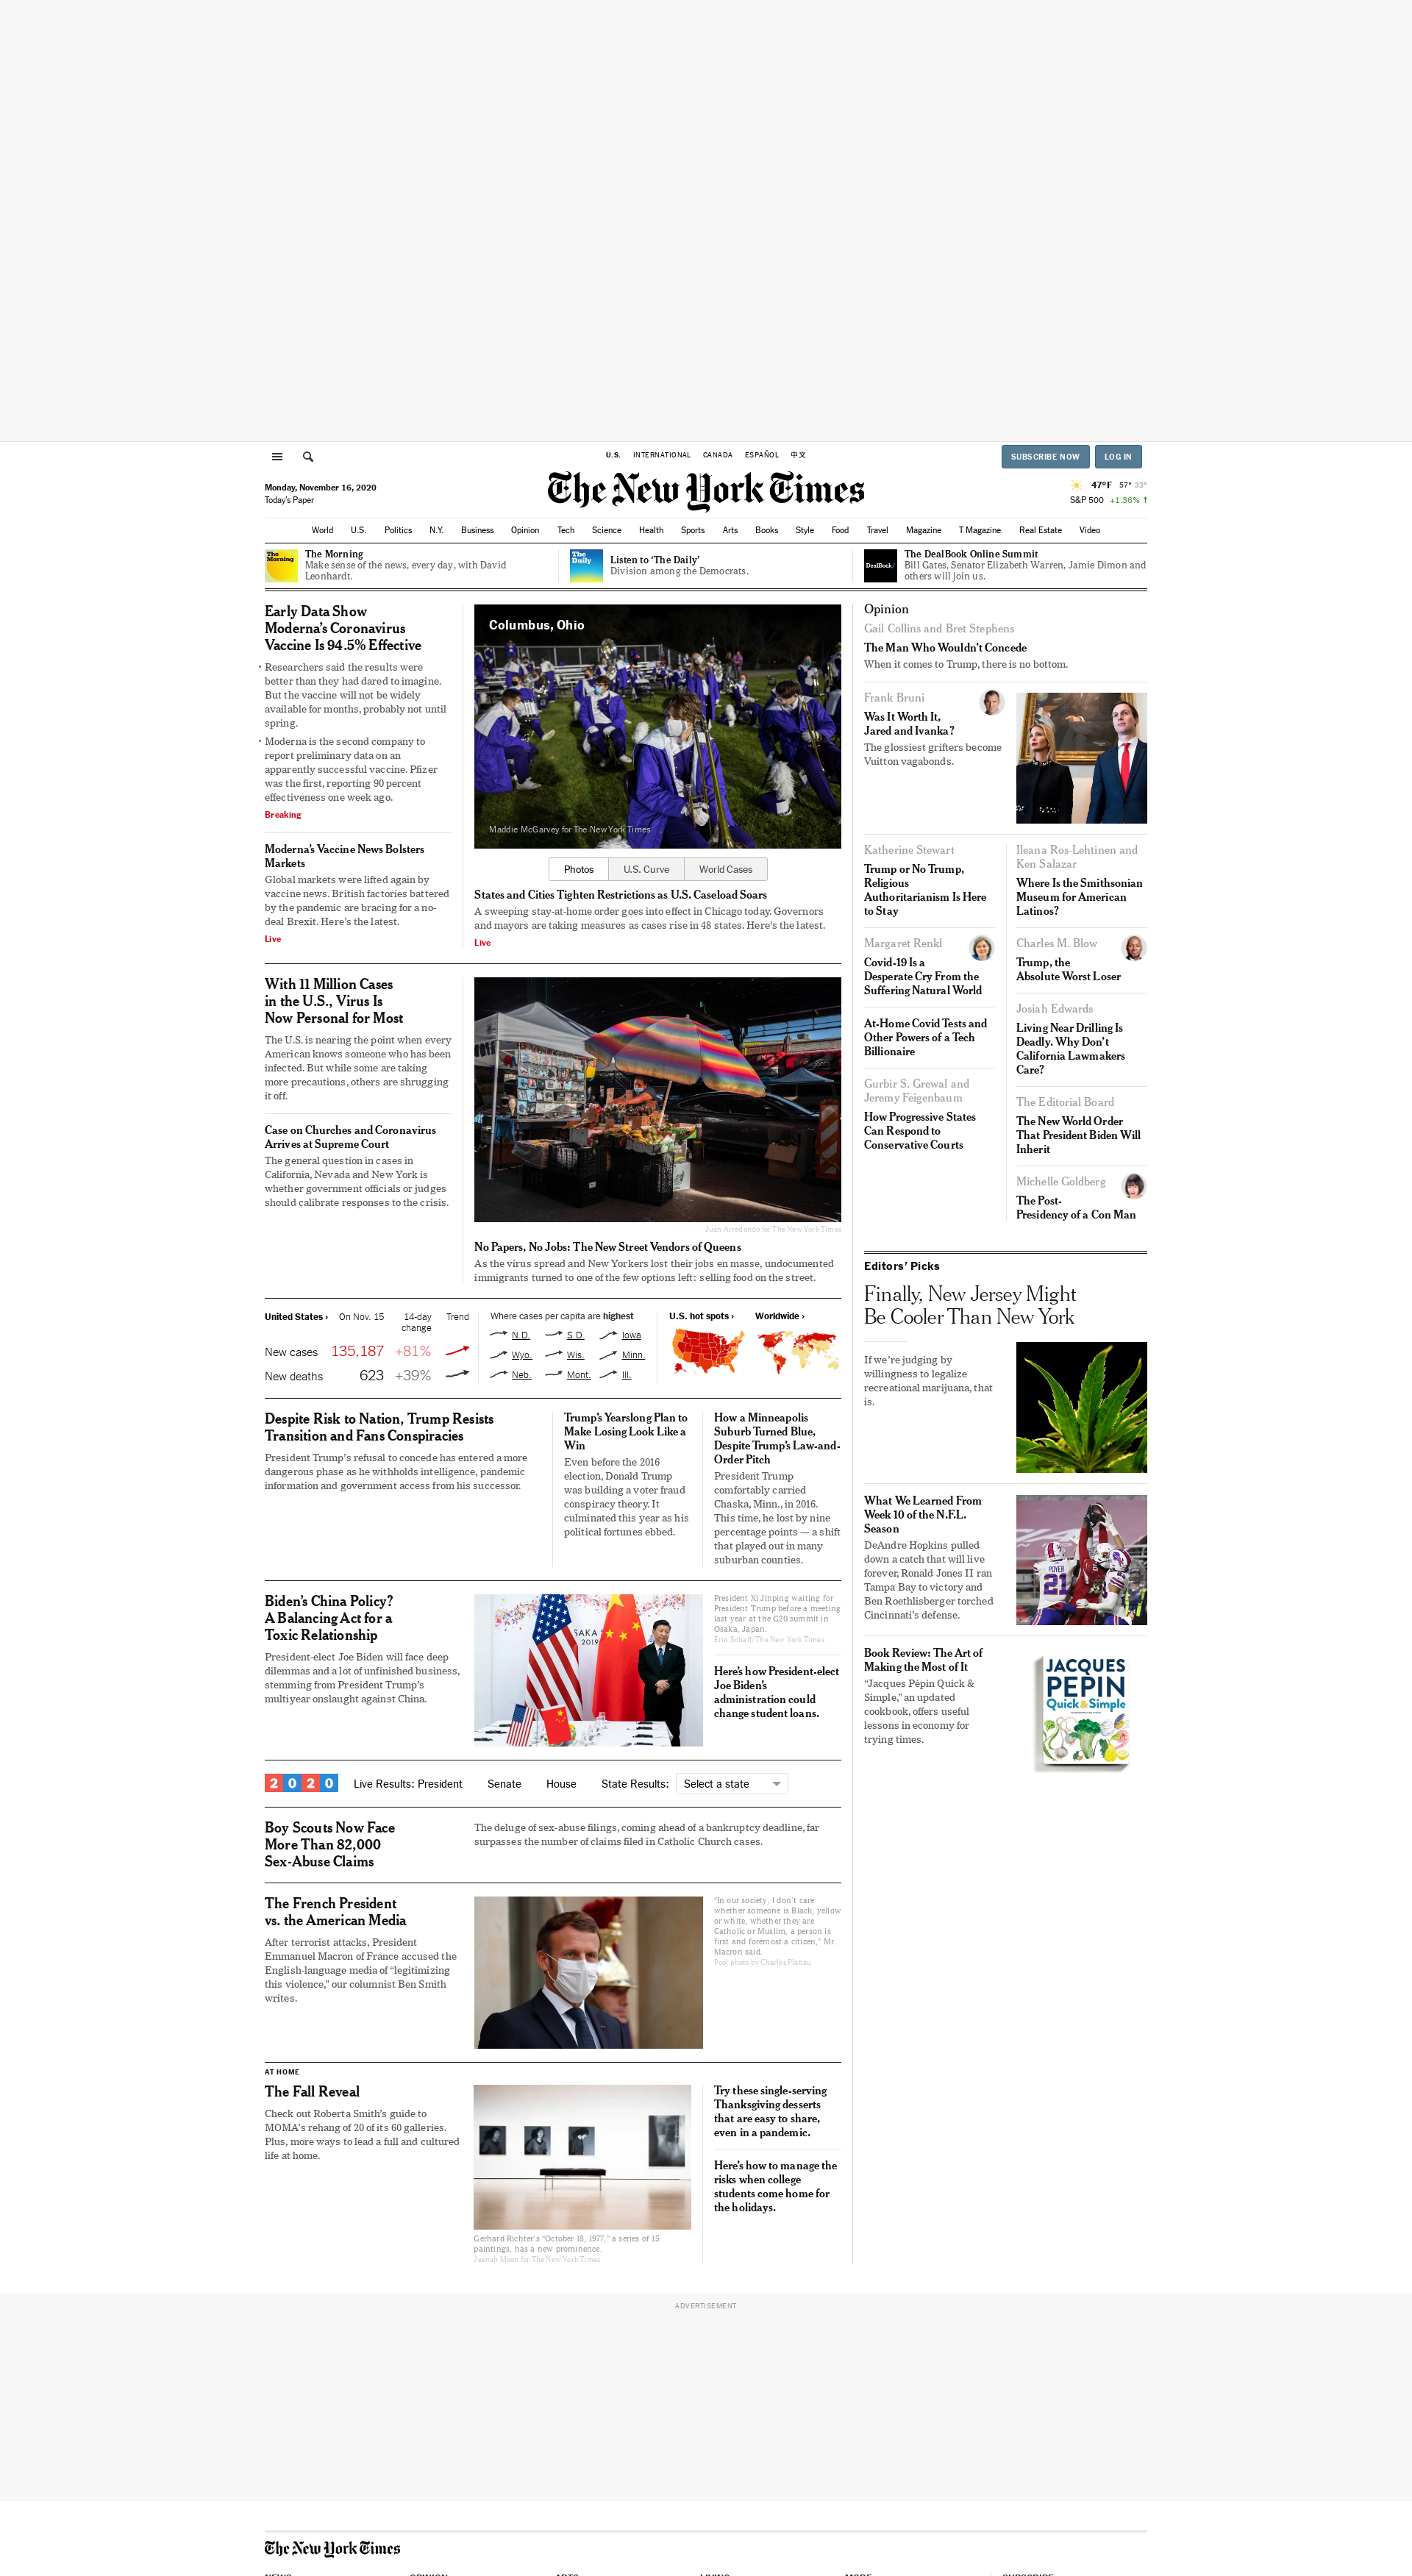 U.S. INTERNATIONAL CANADA ESPAÑOL 中文
SUBSCRIBE NOW LOG IN
Monday, November 16, 2020
Today's Paper
The New York Times
47°F 57° 33°
S&P 500 +1.36% ↑
World U.S. Politics N.Y. Business Opinion Tech Science Health Sports Arts Books Style Food Travel Magazine T Magazine Real Estate Video
The Morning
The Morning
Make sense of the news, every day, with David
Leonhardt.
The Daily
Listen to ‘The Daily’
Division among the Democrats.
DealBook/
The DealBook Online Summit
Bill Gates, Senator Elizabeth Warren, Jamie Dimon and
others will join us.
Early Data Show
Moderna’s Coronavirus
Vaccine Is 94.5% Effective
• Researchers said the results were
better than they had dared to imagine.
But the vaccine will not be widely
available for months, probably not until
spring.
• Moderna is the second company to
report preliminary data on an
apparently successful vaccine. Pfizer
was the first, reporting 90 percent
effectiveness one week ago.
Breaking
Moderna’s Vaccine News Bolsters
Markets
Global markets were lifted again by
vaccine news. British factories battered
by the pandemic are bracing for a no-
deal Brexit. Here’s the latest.
Live
Columbus, Ohio
Maddie McGarvey for The New York Times
Photos U.S. Curve World Cases
States and Cities Tighten Restrictions as U.S. Caseload Soars
A sweeping stay-at-home order goes into effect in Chicago today. Governors
and mayors are taking measures as cases rise in 48 states. Here’s the latest.
Live
With 11 Million Cases
in the U.S., Virus Is
Now Personal for Most
The U.S. is nearing the point when every
American knows someone who has been
infected. But while some are taking
more precautions, others are shrugging
it off.
Case on Churches and Coronavirus
Arrives at Supreme Court
The general question in cases in
California, Nevada and New York is
whether government officials or judges
should calibrate responses to the crisis.
Juan Arredondo for The New York Times
No Papers, No Jobs: The New Street Vendors of Queens
As the virus spread and New Yorkers lost their jobs en masse, undocumented
immigrants turned to one of the few options left: selling food on the street.
United States › On Nov. 15 14-day change Trend
New cases 135,187 +81%
New deaths 623 +39%
Where cases per capita are highest
N.D. S.D. Iowa
Wyo. Wis. Minn.
Neb. Mont. Ill.
U.S. hot spots › Worldwide ›
Despite Risk to Nation, Trump Resists
Transition and Fans Conspiracies
President Trump’s refusal to concede has entered a more
dangerous phase as he withholds intelligence, pandemic
information and government access from his successor.
Trump’s Yearslong Plan to
Make Losing Look Like a
Win
Even before the 2016
election, Donald Trump
was building a voter fraud
conspiracy theory. It
culminated this year as his
political fortunes ebbed.
How a Minneapolis
Suburb Turned Blue,
Despite Trump’s Law-and-
Order Pitch
President Trump
comfortably carried
Chaska, Minn., in 2016.
This time, he lost by nine
percentage points — a shift
that played out in many
suburban counties.
Biden’s China Policy?
A Balancing Act for a
Toxic Relationship
President-elect Joe Biden will face deep
dilemmas and a lot of unfinished business,
stemming from President Trump’s
multiyear onslaught against China.
President Xi Jinping waiting for
President Trump before a meeting
last year at the G20 summit in
Osaka, Japan.
Erin Schaff/The New York Times
Here’s how President-elect
Joe Biden’s
administration could
change student loans.
2020 Live Results: President Senate House State Results: Select a state
Boy Scouts Now Face
More Than 82,000
Sex-Abuse Claims
The deluge of sex-abuse filings, coming ahead of a bankruptcy deadline, far
surpasses the number of claims filed in Catholic Church cases.
The French President
vs. the American Media
After terrorist attacks, President
Emmanuel Macron of France accused the
English-language media of “legitimizing
this violence,” our columnist Ben Smith
writes.
“In our society, I don’t care
whether someone is Black, yellow
or white, whether they are
Catholic or Muslim, a person is
first and foremost a citizen,” Mr.
Macron said.
Pool photo by Charles Platiau
AT HOME
The Fall Reveal
Check out Roberta Smith’s guide to
MOMA’s rehang of 20 of its 60 galleries.
Plus, more ways to lead a full and cultured
life at home.
Gerhard Richter’s “October 18, 1977,” a series of 15
paintings, has a new prominence.
Jeenah Moon for The New York Times
Try these single-serving
Thanksgiving desserts
that are easy to share,
even in a pandemic.
Here’s how to manage the
risks when college
students come home for
the holidays.
Opinion
Gail Collins and Bret Stephens
The Man Who Wouldn’t Concede
When it comes to Trump, there is no bottom.
Frank Bruni
Was It Worth It,
Jared and Ivanka?
The glossiest grifters become
Vuitton vagabonds.
Katherine Stewart
Trump or No Trump,
Religious
Authoritarianism Is Here
to Stay
Margaret Renkl
Covid-19 Is a
Desperate Cry From the
Suffering Natural World
At-Home Covid Tests and
Other Powers of a Tech
Billionaire
Gurbir S. Grewal and
Jeremy Feigenbaum
How Progressive States
Can Respond to
Conservative Courts
Ileana Ros-Lehtinen and
Ken Salazar
Where Is the Smithsonian
Museum for American
Latinos?
Charles M. Blow
Trump, the
Absolute Worst Loser
Josiah Edwards
Living Near Drilling Is
Deadly. Why Don’t
California Lawmakers
Care?
The Editorial Board
The New World Order
That President Biden Will
Inherit
Michelle Goldberg
The Post-
Presidency of a Con Man
Editors’ Picks
Finally, New Jersey Might
Be Cooler Than New York
If we’re judging by
willingness to legalize
recreational marijuana, that
is.
What We Learned From
Week 10 of the N.F.L.
Season
DeAndre Hopkins pulled
down a catch that will live
forever, Ronald Jones II ran
Tampa Bay to victory and
Ben Roethlisberger torched
Cincinnati’s defense.
POYER
21
Book Review: The Art of
Making the Most of It
“Jacques Pépin Quick &
Simple,” an updated
cookbook, offers useful
lessons in economy for
trying times.
JACQUES
PÉPIN
Quick & Simple
ADVERTISEMENT
The New York Times
NEWS OPINION ARTS LIVING MORE SUBSCRIBE